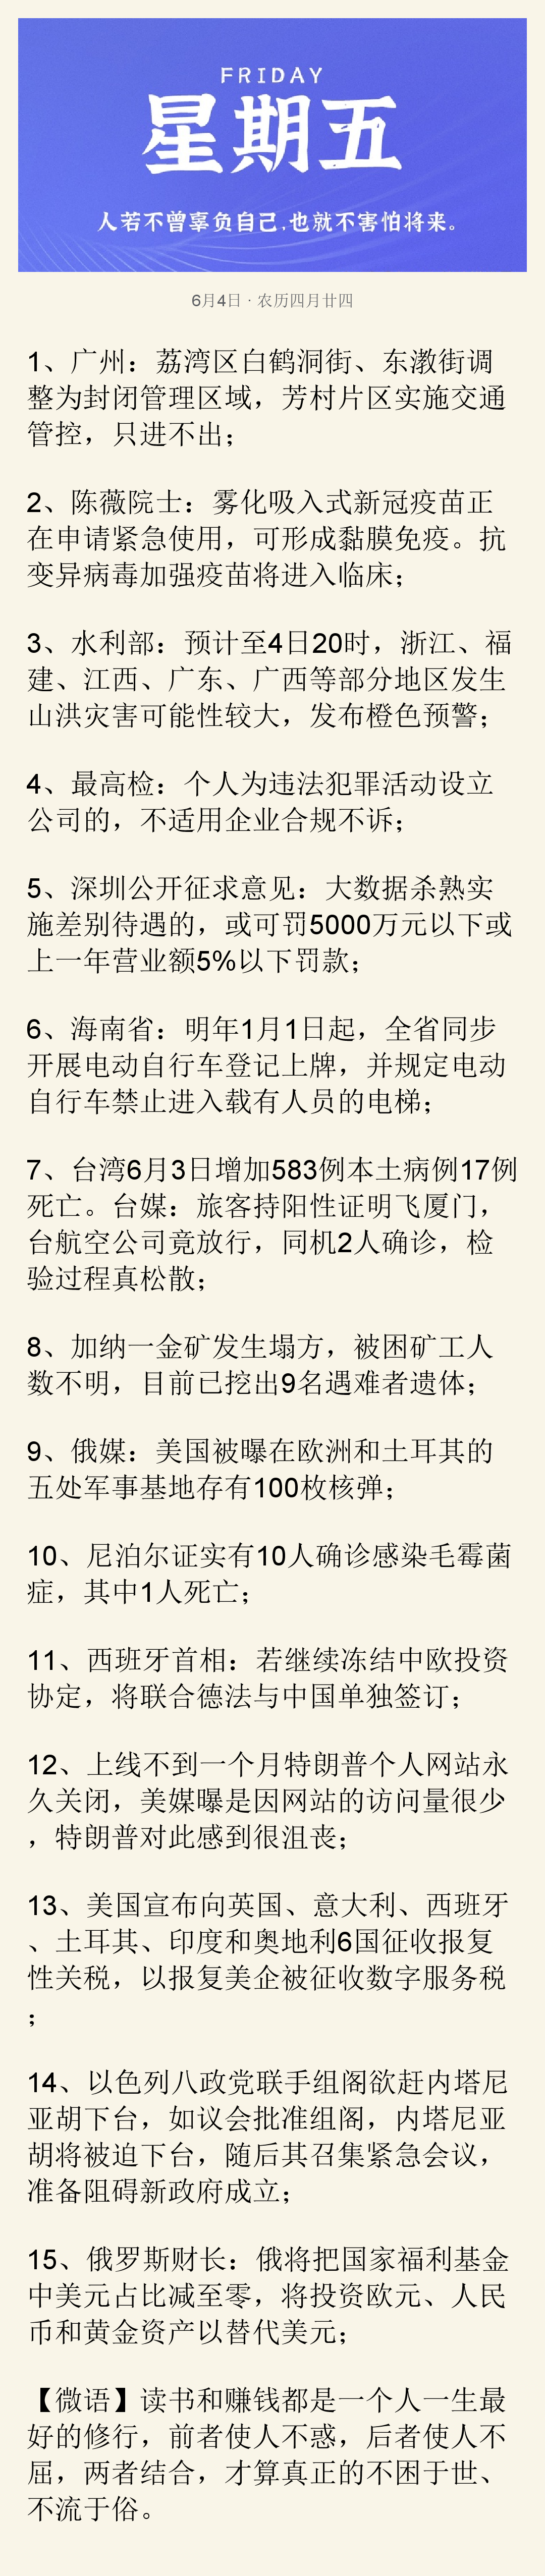 FRIDAY
星期五
人若不曾辜负自己,也就不害怕将来。
6月4日 · 农历四月廿四
1、广州：荔湾区白鹤洞街、东漖街调
整为封闭管理区域，芳村片区实施交通
管控，只进不出；
2、陈薇院士：雾化吸入式新冠疫苗正
在申请紧急使用，可形成黏膜免疫。抗
变异病毒加强疫苗将进入临床；
3、水利部：预计至4日20时，浙江、福
建、江西、广东、广西等部分地区发生
山洪灾害可能性较大，发布橙色预警；
4、最高检：个人为违法犯罪活动设立
公司的，不适用企业合规不诉；
5、深圳公开征求意见：大数据杀熟实
施差别待遇的，或可罚5000万元以下或
上一年营业额5%以下罚款；
6、海南省：明年1月1日起，全省同步
开展电动自行车登记上牌，并规定电动
自行车禁止进入载有人员的电梯；
7、台湾6月3日增加583例本土病例17例
死亡。台媒：旅客持阳性证明飞厦门，
台航空公司竟放行，同机2人确诊，检
验过程真松散；
8、加纳一金矿发生塌方，被困矿工人
数不明，目前已挖出9名遇难者遗体；
9、俄媒：美国被曝在欧洲和土耳其的
五处军事基地存有100枚核弹；
10、尼泊尔证实有10人确诊感染毛霉菌
症，其中1人死亡；
11、西班牙首相：若继续冻结中欧投资
协定，将联合德法与中国单独签订；
12、上线不到一个月特朗普个人网站永
久关闭，美媒曝是因网站的访问量很少
，特朗普对此感到很沮丧；
13、美国宣布向英国、意大利、西班牙
、土耳其、印度和奥地利6国征收报复
性关税，以报复美企被征收数字服务税
；
14、以色列八政党联手组阁欲赶内塔尼
亚胡下台，如议会批准组阁，内塔尼亚
胡将被迫下台，随后其召集紧急会议，
准备阻碍新政府成立；
15、俄罗斯财长：俄将把国家福利基金
中美元占比减至零，将投资欧元、人民
币和黄金资产以替代美元；
【微语】读书和赚钱都是一个人一生最
好的修行，前者使人不惑，后者使人不
屈，两者结合，才算真正的不困于世、
不流于俗。